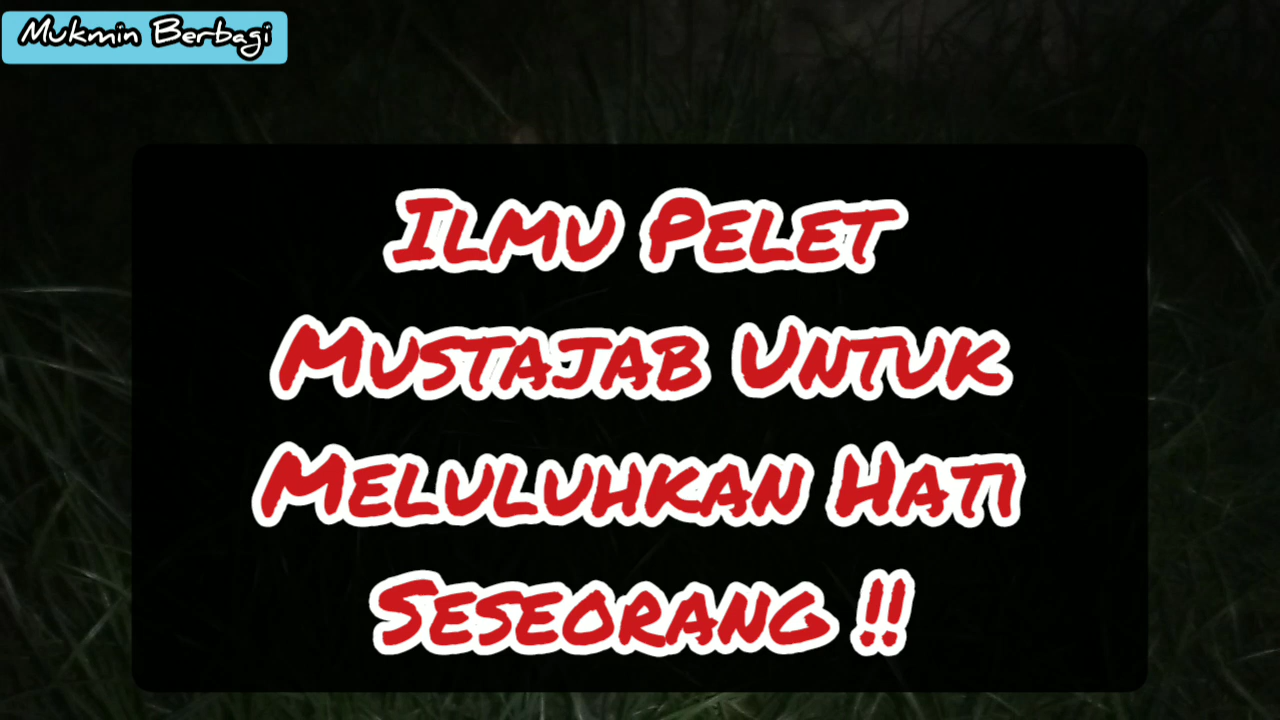 Mukmin Berbagi
Ilmu Pelet
Mustajab Untuk
Meluluhkan Hati
Seseorang !!